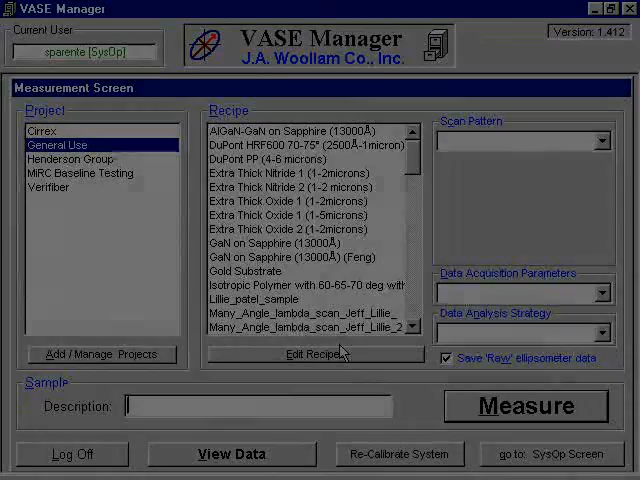 VASE Manager
Current User
sparente [SysOp]
VASE Manager
J.A. Woollam Co., Inc.
Version: 1.412
Measurement Screen
Project
Cirrex
General Use
Henderson Group
MiRC Baseline Testing
Verifiber
Add / Manage Projects
Recipe
AlGaN-GaN on Sapphire (13000Å)
DuPont HRF600 70-75° (2500Å-1micron)
DuPont PP (4-6 microns)
Extra Thick Nitride 1 (1-2microns)
Extra Thick Nitride 2 (1-2 microns)
Extra Thick Oxide 1 (1-2microns)
Extra Thick Oxide 1 (1-5microns)
Extra Thick Oxide 2 (1-2microns)
GaN on Sapphire (13000Å)
GaN on Sapphire (13000Å) (Feng)
Gold Substrate
Isotropic Polymer with 60-65-70 deg with
Lillie_patel_sample
Many_Angle_lambda_scan_Jeff_Lillie_
Many_Angle_lambda_scan_Jeff_Lillie_2
Edit Recipe
Scan Pattern
Data Acquisition Parameters
Data Analysis Strategy
Save 'Raw' ellipsometer data
Sample
Description:
Measure
Log Off
View Data
Re-Calibrate System
go to: SysOp Screen